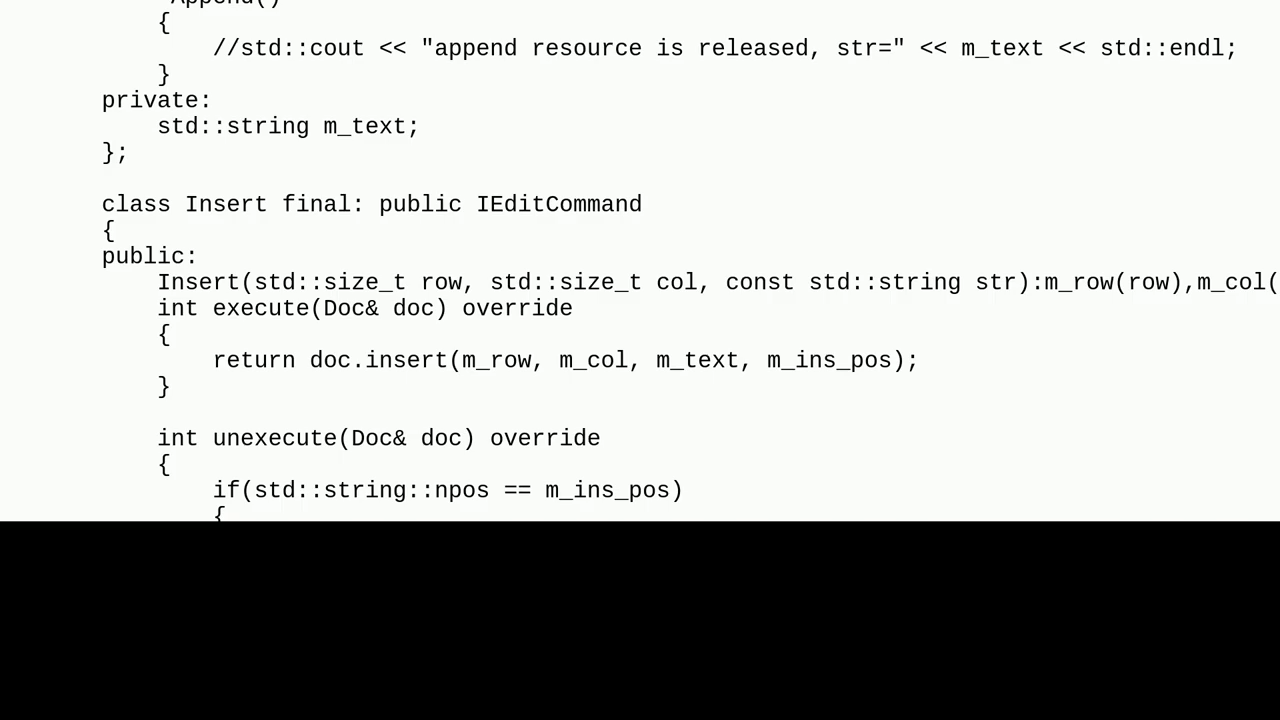 Append()
{
//std::cout << "append resource is released, str=" << m_text << std::endl;
}
private:
std::string m_text;
};
class Insert final: public IEditCommand
{
public:
Insert(std::size_t row, std::size_t col, const std::string str):m_row(row),m_col(
int execute(Doc& doc) override
{
return doc.insert(m_row, m_col, m_text, m_ins_pos);
}
int unexecute(Doc& doc) override
{
if(std::string::npos == m_ins_pos)
{